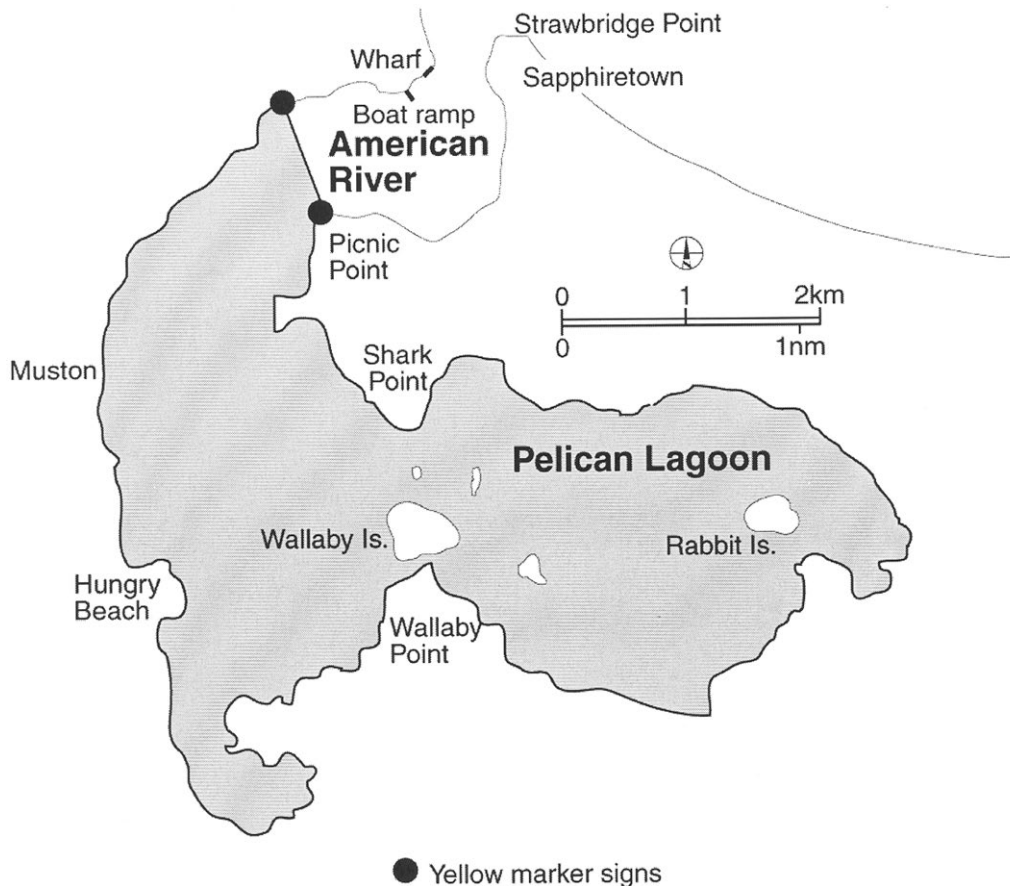 Strawbridge Point
Wharf
Sapphiretown
Boat ramp
American
River
Picnic
Point
N
0 1 2km
0 1nm
Muston
Shark
Point
Pelican Lagoon
Wallaby Is.
Rabbit Is.
Hungry
Beach
Wallaby
Point
Yellow marker signs